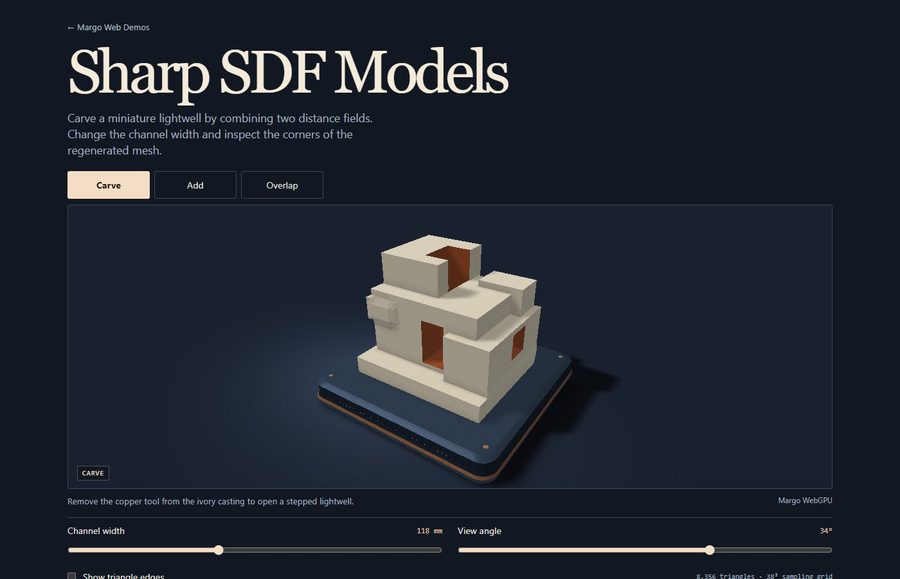 ← Margo Web Demos
Sharp SDF Models
Carve a miniature lightwell by combining two distance fields.
Change the channel width and inspect the corners of the
regenerated mesh.
Carve
Add
Overlap
CARVE
Remove the copper tool from the ivory casting to open a stepped lightwell.
Margo WebGPU
Channel width
118 mm
View angle
34°
Show triangle edges
8,356 triangles · 38³ sampling grid